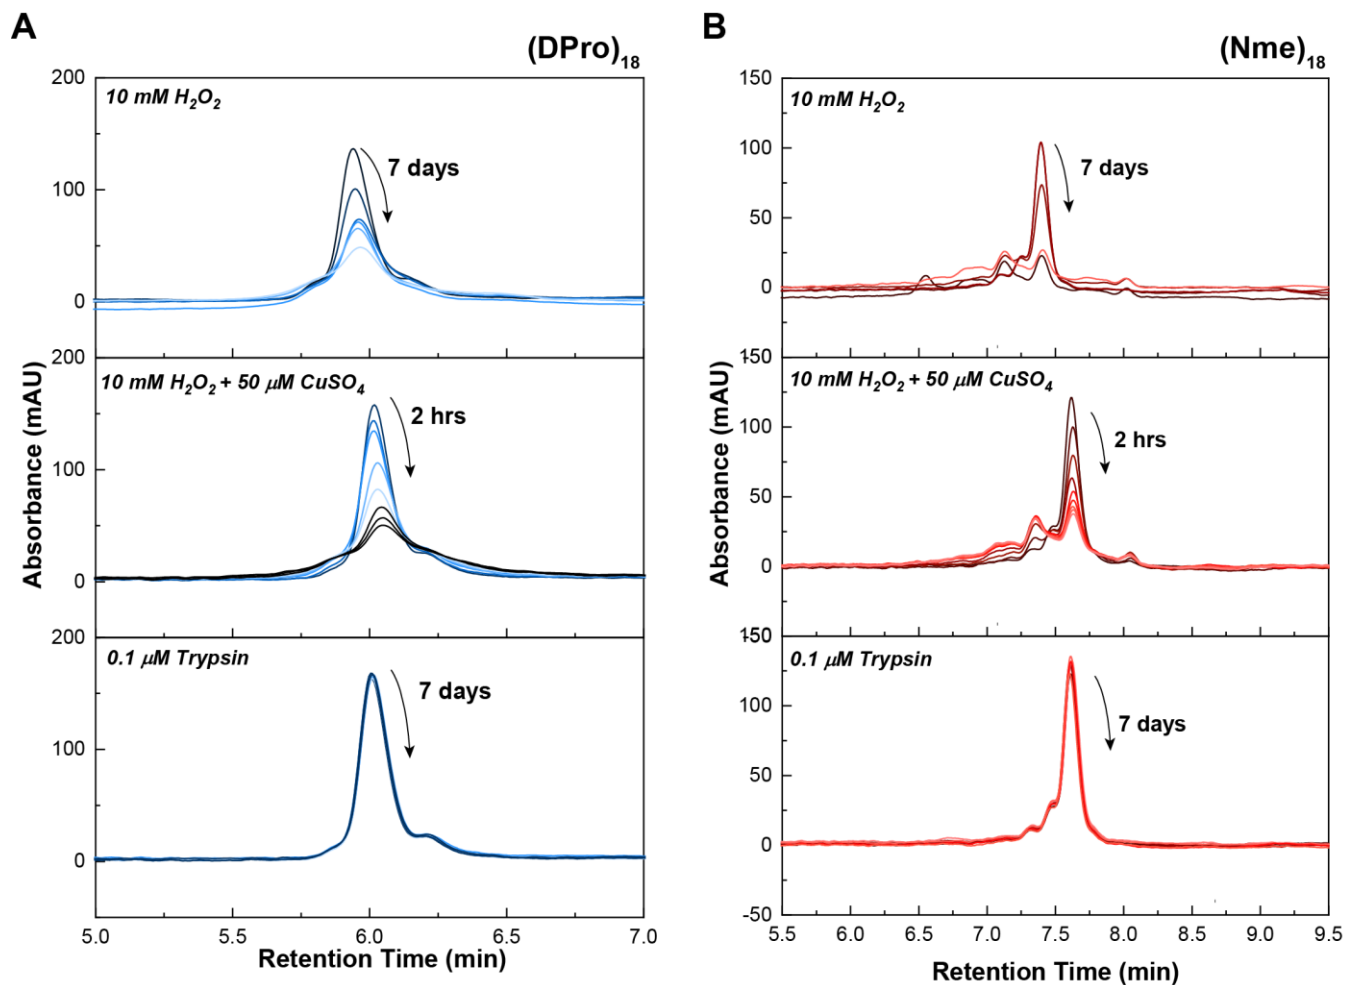 A
(DPro)18
200
10 mM H2O2
7 days
100
0
200
10 mM H2O2 + 50 μM CuSO4
2 hrs
100
0
200
0.1 μM Trypsin
7 days
100
0
5.0 5.5 6.0 6.5 7.0
Absorbance (mAU)
Retention Time (min)
B
(Nme)18
150
10 mM H2O2
100
7 days
50
0
-50
150
10 mM H2O2 + 50 μM CuSO4
100
2 hrs
50
0
-50
150
0.1 μM Trypsin
100
7 days
50
0
-50
5.5 6.0 6.5 7.0 7.5 8.0 8.5 9.0 9.5
Absorbance (mAU)
Retention Time (min)